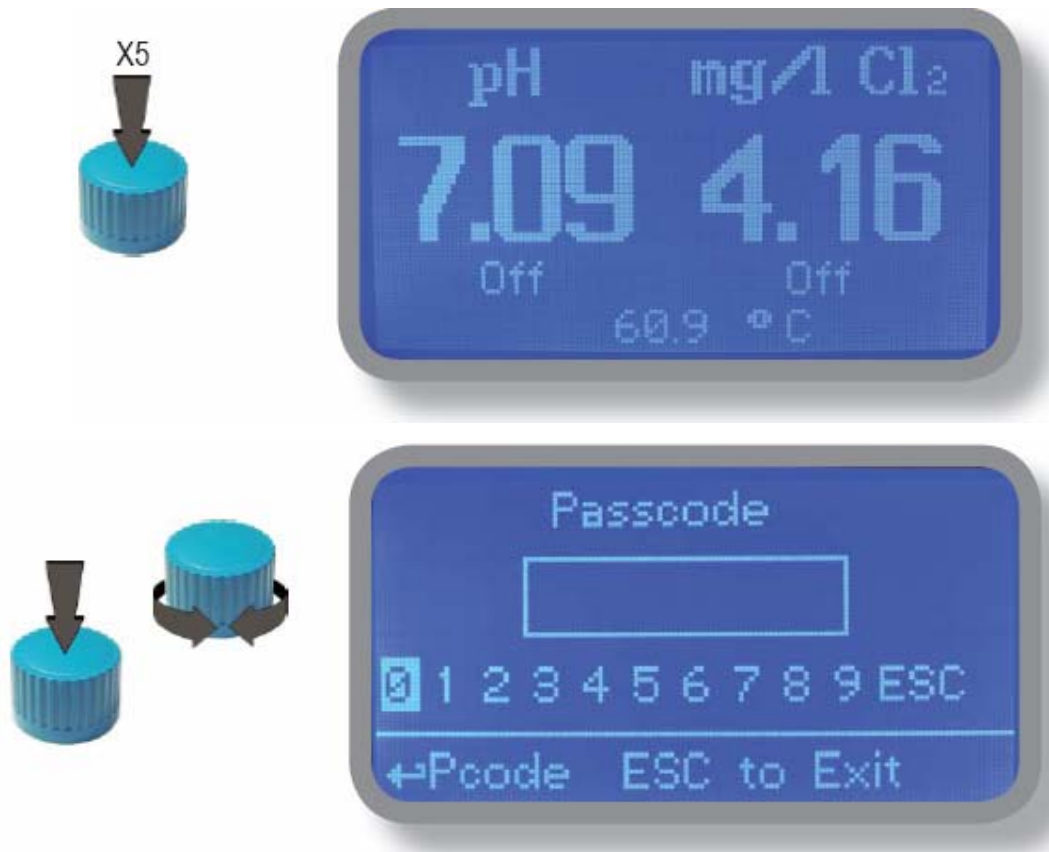 X5
pH mg/l Cl2
7.09 4.16
Off Off
60.9 °C
Passcode
0 1 2 3 4 5 6 7 8 9 ESC
↵Pcode ESC to Exit